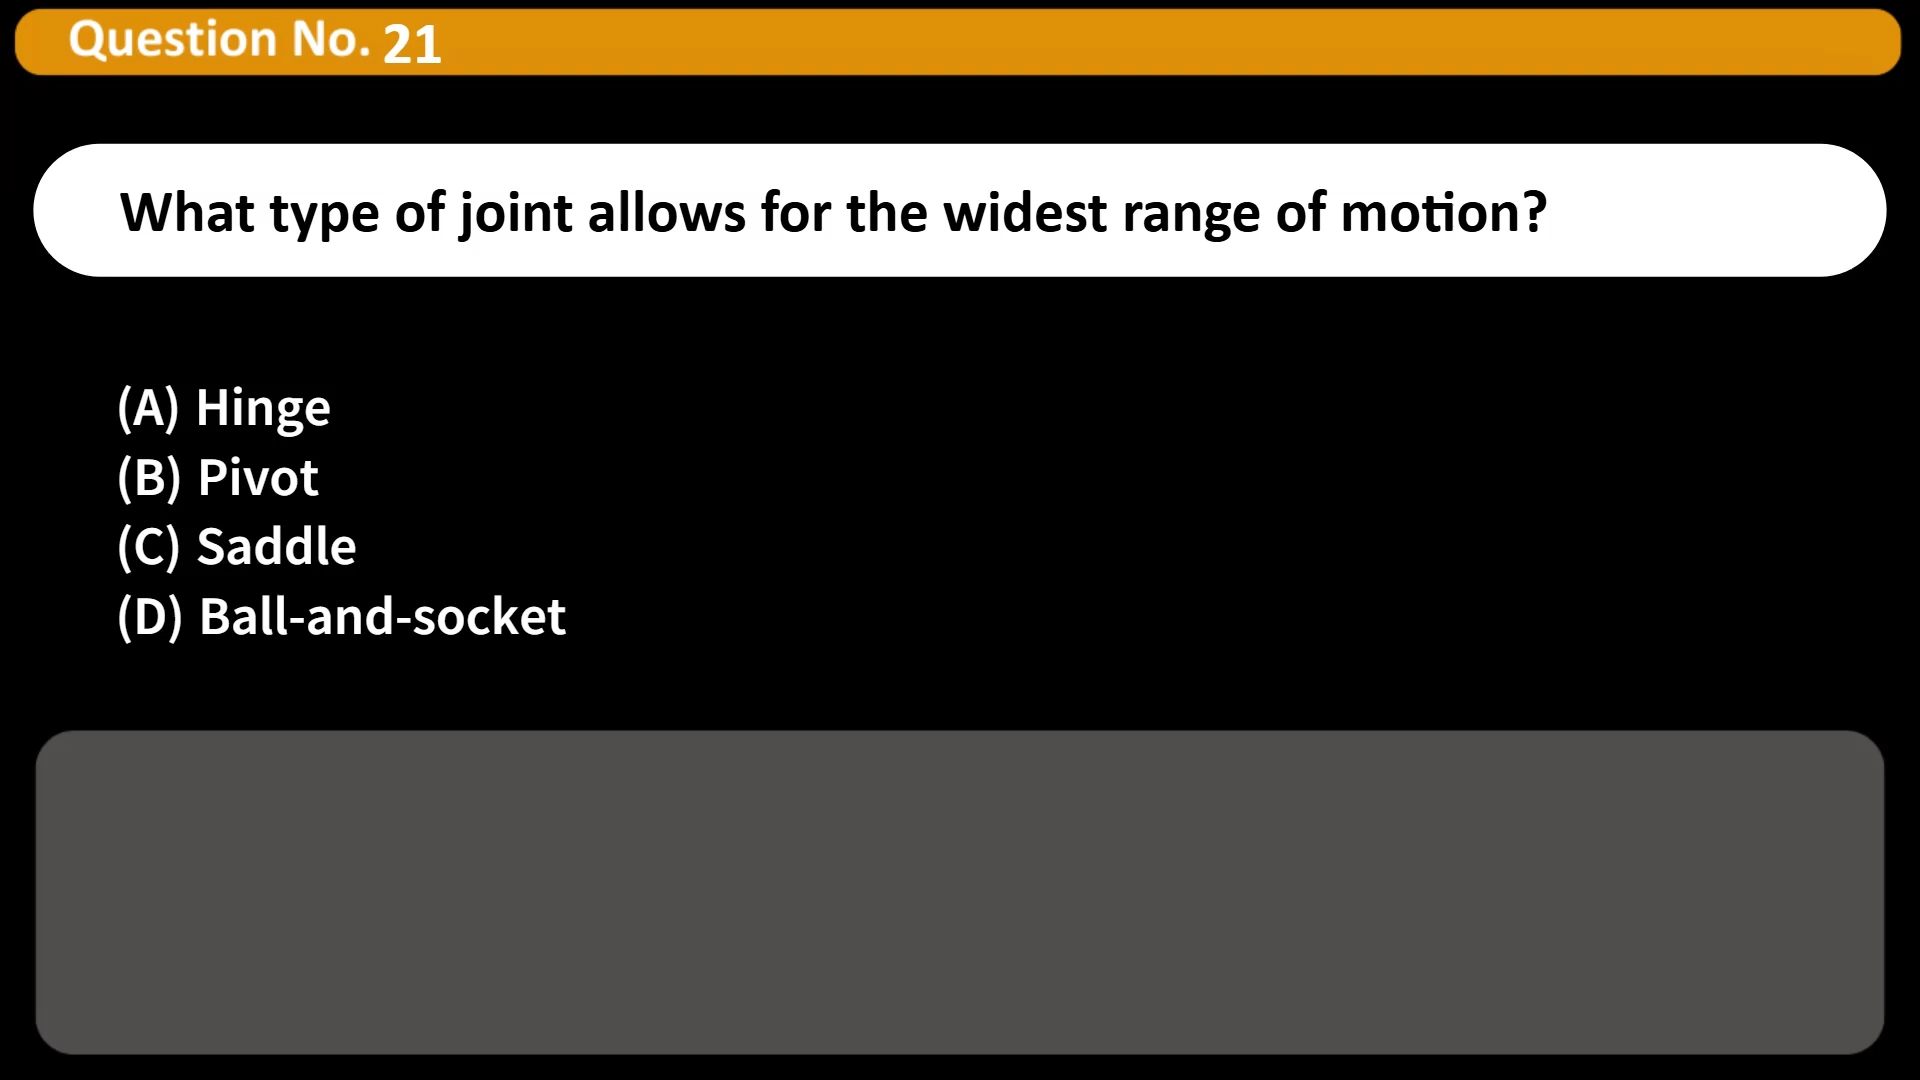 Question No. 21
What type of joint allows for the widest range of motion?
(A) Hinge
(B) Pivot
(C) Saddle
(D) Ball-and-socket